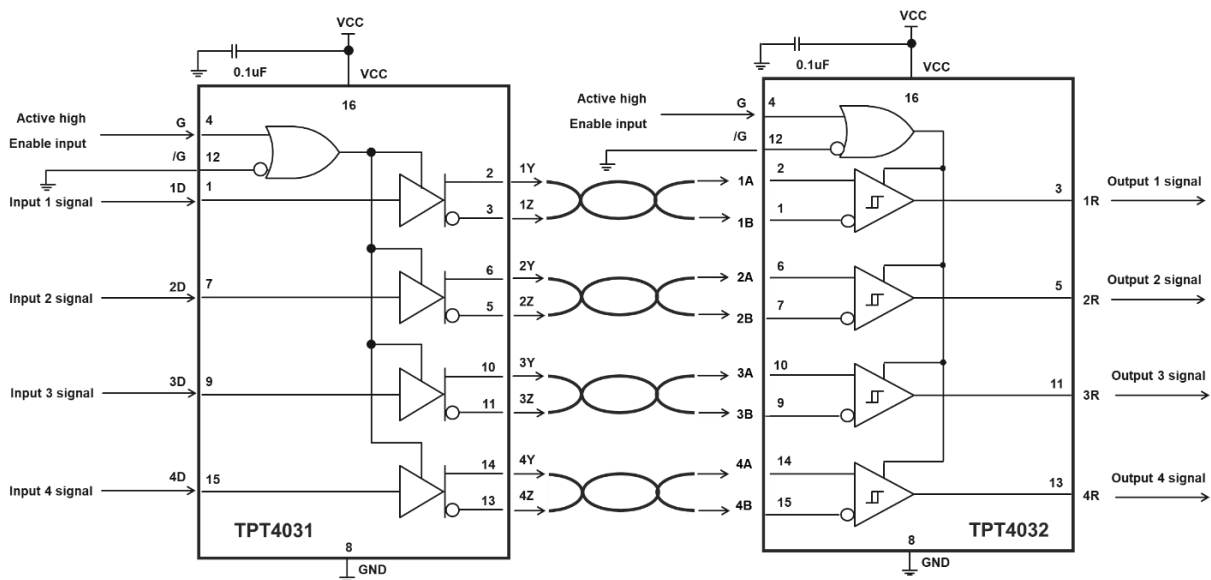 VCC
0.1uF
VCC
16
Active high
Enable input
G
4
/G
12
1D
1
Input 1 signal
2
1Y
3
1Z
Input 2 signal
2D
7
6
2Y
5
2Z
Input 3 signal
3D
9
10
3Y
11
3Z
Input 4 signal
4D
15
14
4Y
13
4Z
TPT4031
8
GND
VCC
0.1uF
VCC
16
Active high
Enable input
G
4
/G
12
1A
2
1B
1
3
1R
Output 1 signal
2A
6
2B
7
5
2R
Output 2 signal
3A
10
3B
9
11
3R
Output 3 signal
4A
14
4B
15
13
4R
Output 4 signal
TPT4032
8
GND